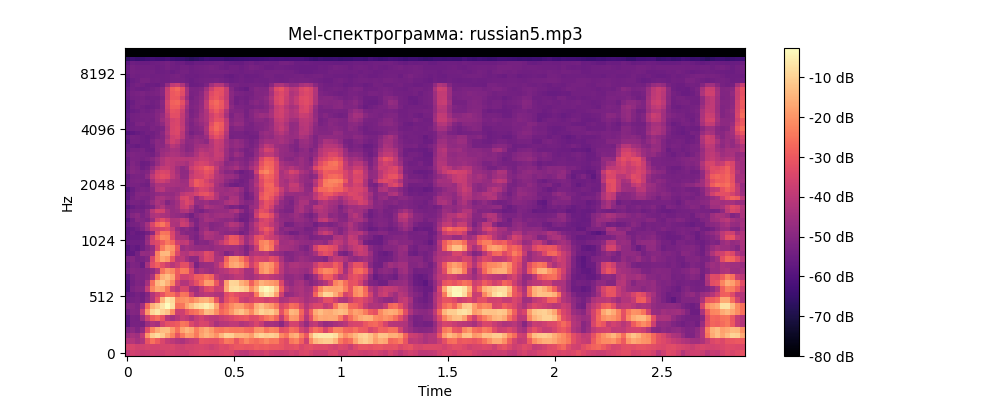 Mel-спектрограмма: russian5.mp3
8192
4096
2048
1024
512
0
Hz
0 0.5 1 1.5 2 2.5
Time
-10 dB
-20 dB
-30 dB
-40 dB
-50 dB
-60 dB
-70 dB
-80 dB